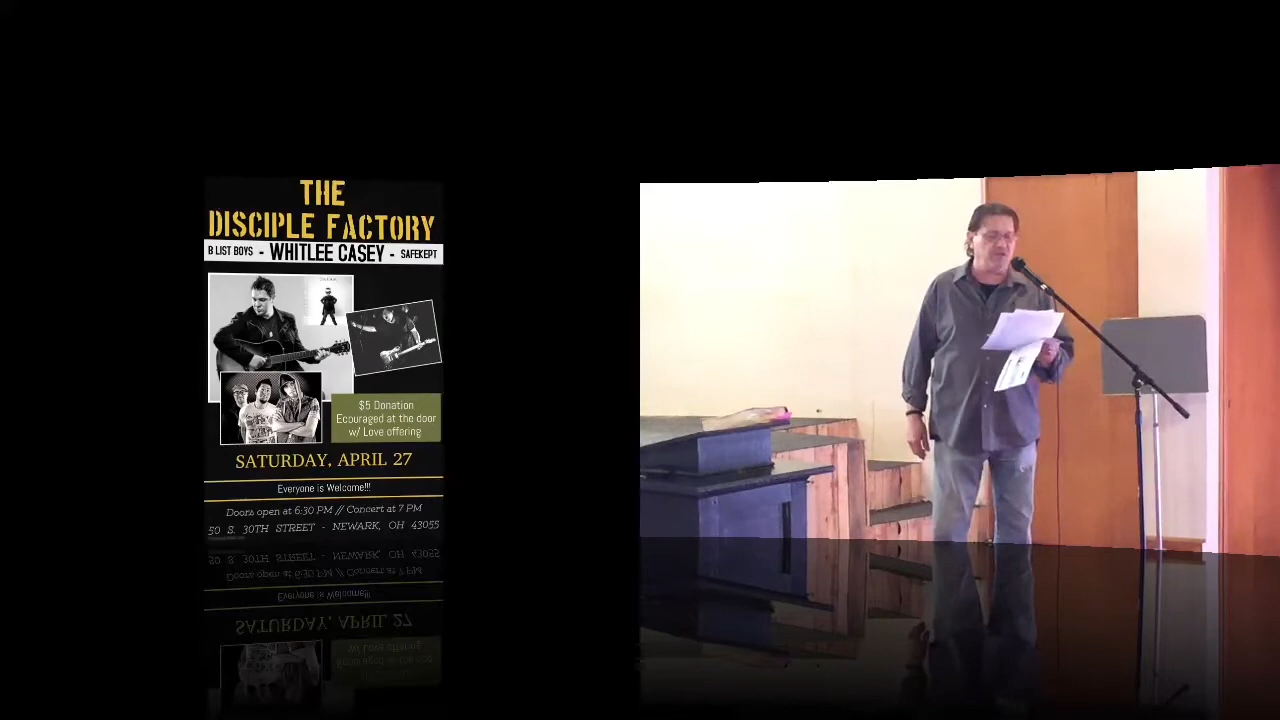 THE
DISCIPLE FACTORY
B LIST BOYS - WHITLEE CASEY - SAFEKEPT
$5 Donation
Ecouraged at the door
w/ Love offering
SATURDAY, APRIL 27
Everyone is Welcome!!!
Doors open at 6:30 PM // Concert at 7 PM
50 S. 30TH STREET - NEWARK, OH 43055